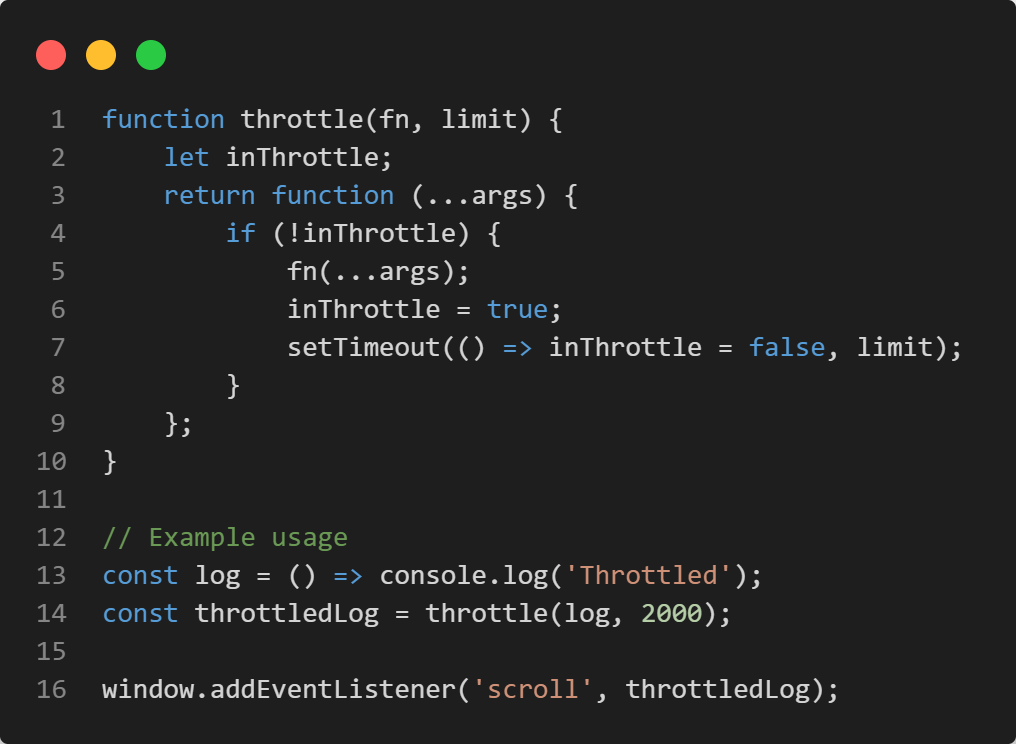 1 function throttle(fn, limit) {
2     let inThrottle;
3     return function (...args) {
4         if (!inThrottle) {
5             fn(...args);
6             inThrottle = true;
7             setTimeout(() => inThrottle = false, limit);
8         }
9     };
10 }
11
12 // Example usage
13 const log = () => console.log('Throttled');
14 const throttledLog = throttle(log, 2000);
15
16 window.addEventListener('scroll', throttledLog);